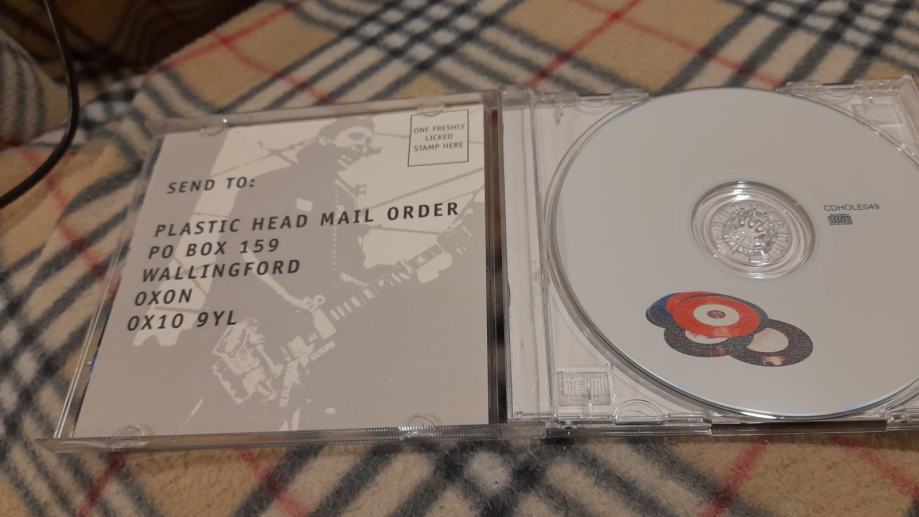 ONE FRESHLY
LICKED
STAMP HERE
SEND TO:
PLASTIC HEAD MAIL ORDER
PO BOX 159
WALLINGFORD
OXON
OX10 9YL
CDHOLE049